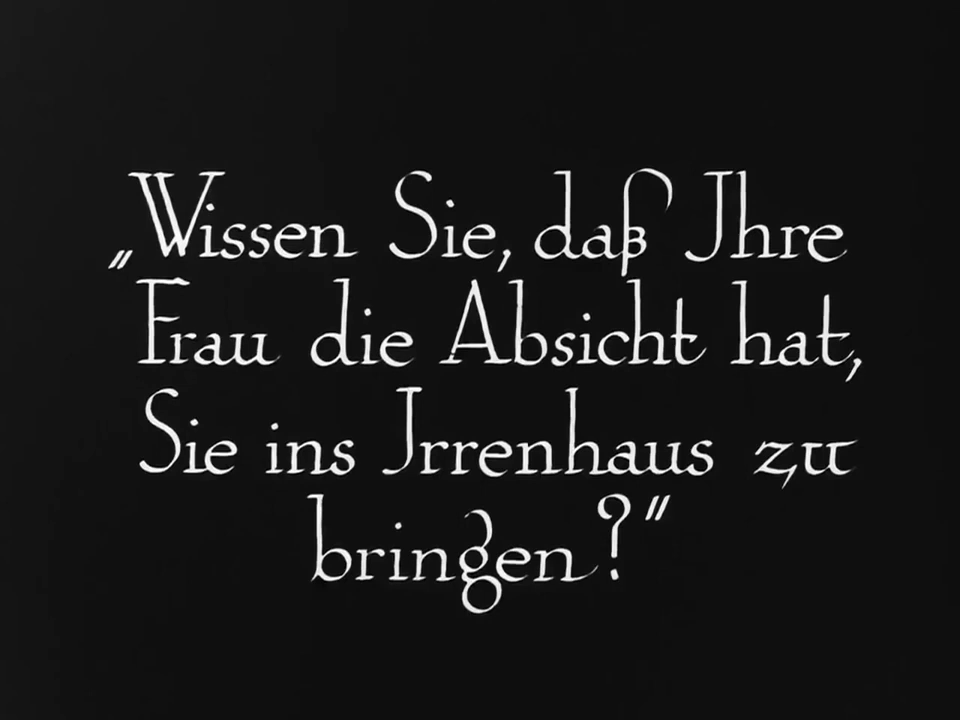 „Wissen Sie, daß Ihre
Frau die Absicht hat,
Sie ins Irrenhaus zu
bringen?"